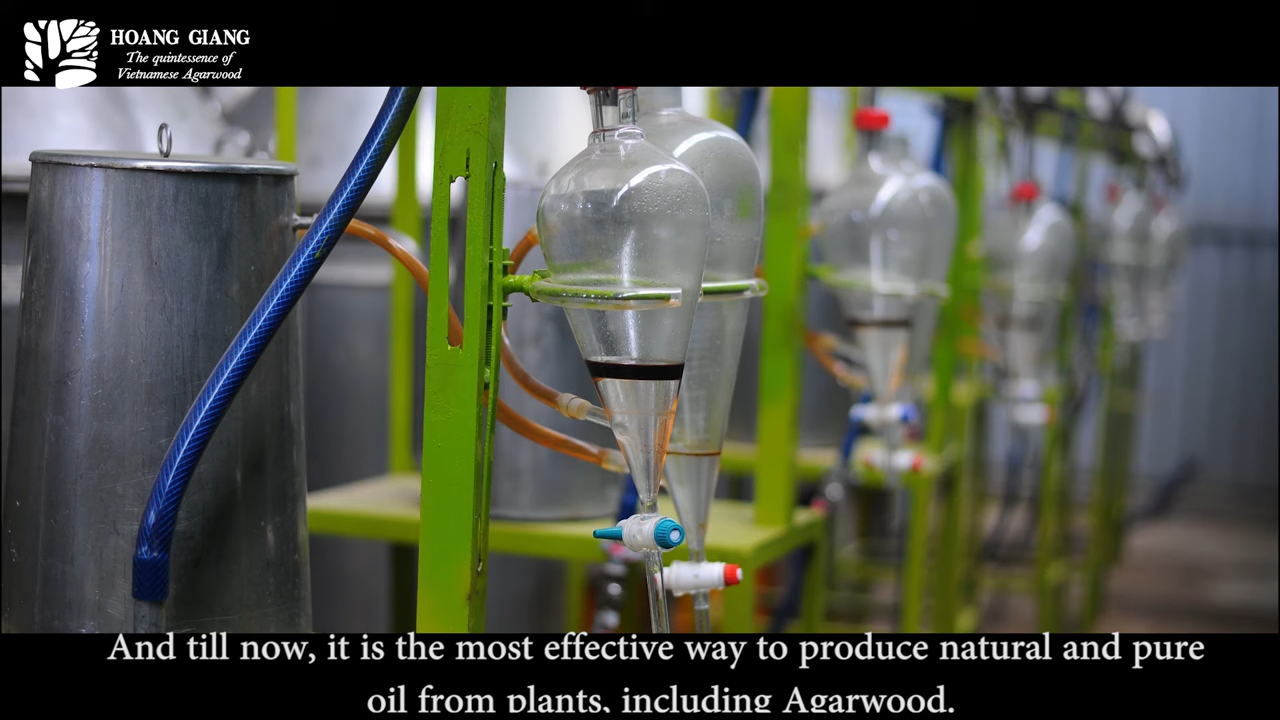 HOANG GIANG
The quintessence of
Vietnamese Agarwood
And till now, it is the most effective way to produce natural and pure
oil from plants, including Agarwood.